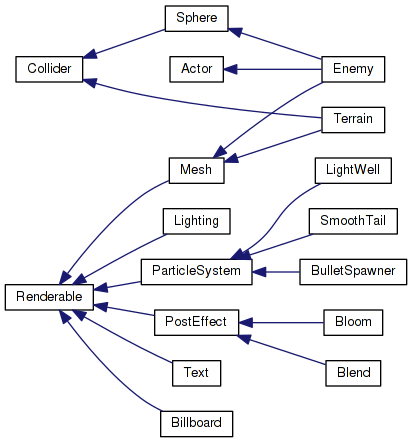 Sphere
Collider
Actor
Enemy
Terrain
Mesh
LightWell
Lighting
SmoothTail
ParticleSystem
BulletSpawner
Renderable
PostEffect
Bloom
Text
Blend
Billboard